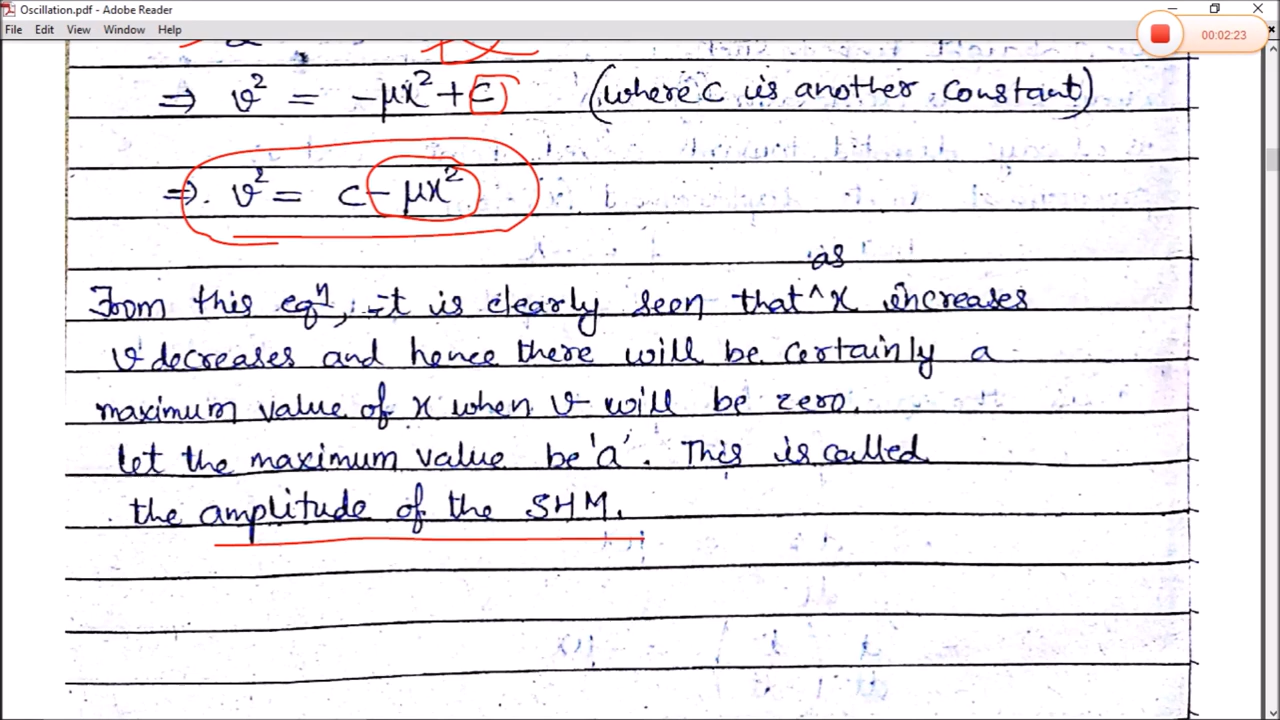 Oscillation.pdf - Adobe Reader
File Edit View Window Help
00:02:23
⇒ v² = -μx² + c (where c is another constant)
⇒ v² = c - μx²
as
From this eqⁿ, it is clearly seen that ^ x increases
v decreases and hence there will be certainly a
maximum value of x when v will be zero.
let the maximum value be 'a'. This is called
the amplitude of the SHM.